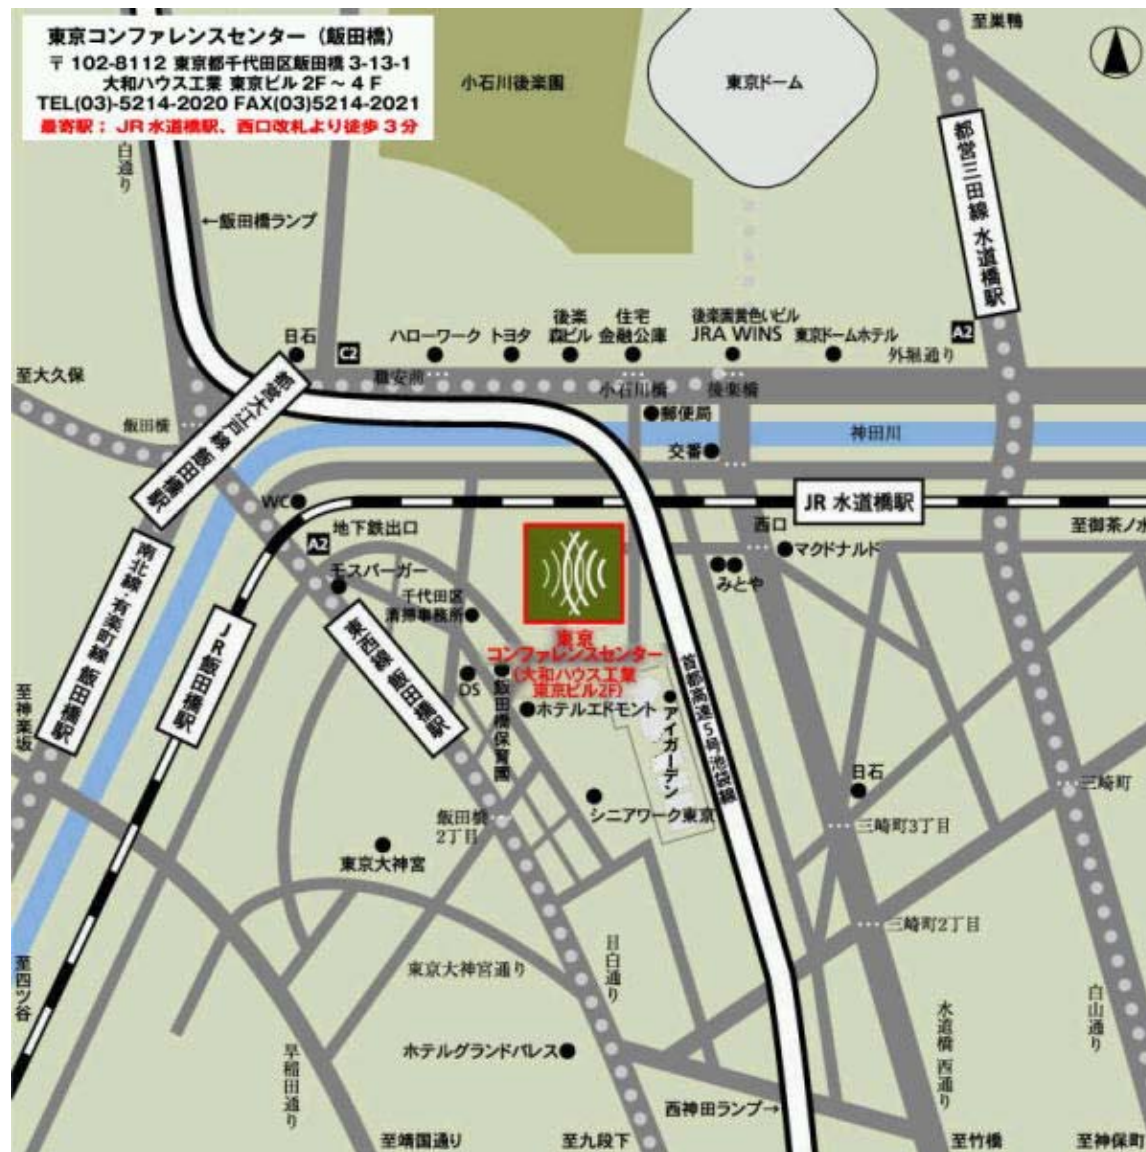 東京コンファレンスセンター（飯田橋）
〒102-8112 東京都千代田区飯田橋 3-13-1
大和ハウス工業 東京ビル 2F～4F
TEL(03)-5214-2020 FAX(03)5214-2021
最寄駅；JR水道橋駅、西口改札より徒歩3分
至巣鴨
小石川後楽園
東京ドーム
都営三田線 水道橋駅
白通り
←飯田橋ランプ
日石
C2
ハローワーク
トヨタ
後楽
森ビル
住宅
金融公庫
後楽園黄色いビル
JRA WINS
東京ドームホテル
A2
外堀通り
至大久保
職安前
小石川橋
後楽橋
都営大江戸線 飯田橋駅
飯田橋
郵便局
神田川
交番
WC
JR 水道橋駅
地下鉄出口
A2
西口
至御茶ノ水
マクドナルド
みとや
モスバーガー
千代田区
清掃事務所
南北線・有楽町線 飯田橋駅
JR 飯田橋駅
東西線 飯田橋駅
東京
コンファレンスセンター
(大和ハウス工業
東京ビル2F)
DS
飯田橋保育園
ホテルエドモント
アイガーデン
首都高速5号池袋線
至神楽坂
日石
三崎町
シニアワーク東京
飯田橋
2丁目
三崎町3丁目
東京大神宮
三崎町2丁目
目白通り
東京大神宮通り
至四ツ谷
白山通り
水道橋 西通り
早稲田通り
ホテルグランドパレス
西神田ランプ→
至靖国通り
至九段下
至竹橋
至神保町